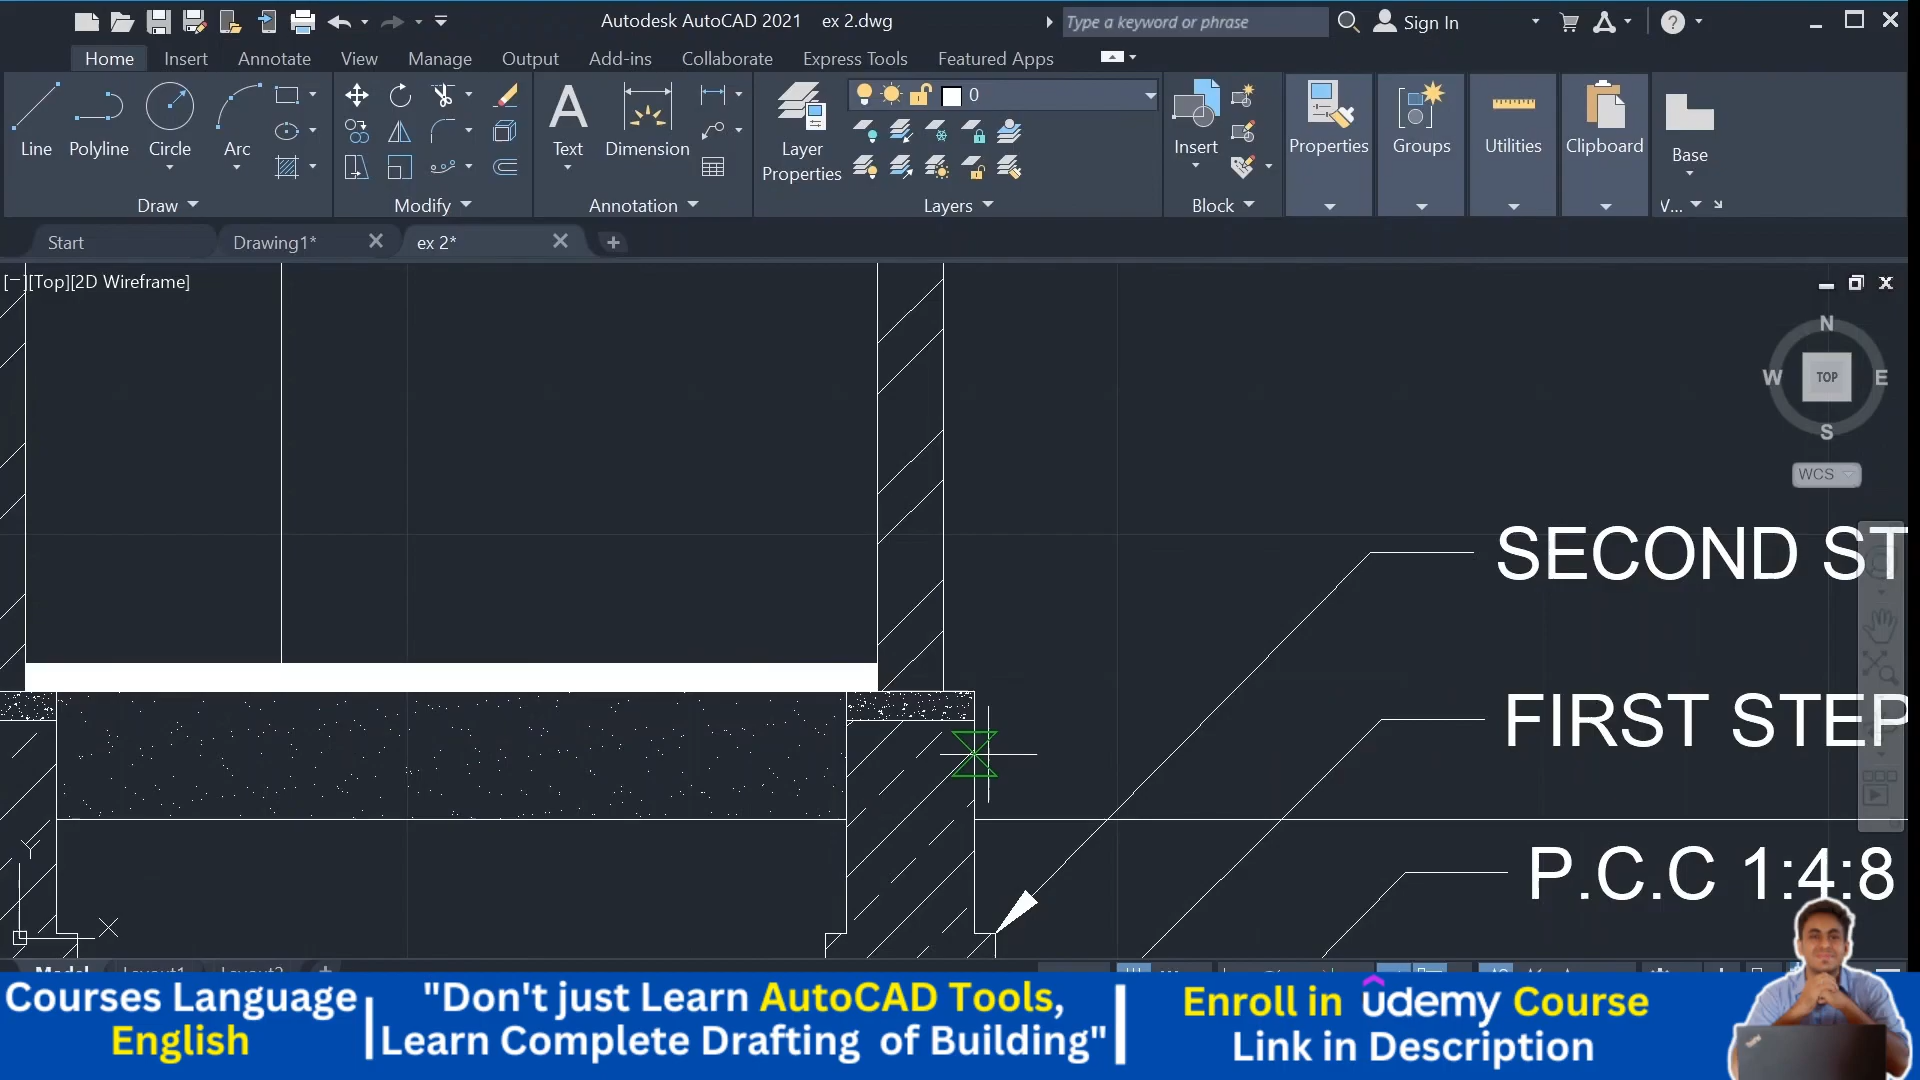 Autodesk AutoCAD 2021 ex 2.dwg
Type a keyword or phrase
Sign In
Home Insert Annotate View Manage Output Add-ins Collaborate Express Tools Featured Apps
0
Line Polyline Circle Arc
Text Dimension
Layer
Properties
Insert
Properties
Groups
Utilities
Clipboard
Base
Draw
Modify
Annotation
Layers
Block
V...
Start
Drawing1*
ex 2*
[−][Top][2D Wireframe]
N
W TOP E
S
WCS
SECOND ST
FIRST STEP
P.C.C 1:4:8
Y
X
Model Layout1 Layout2
Courses Language
English
"Don't just Learn AutoCAD Tools,
Learn Complete Drafting of Building"
Enroll in udemy Course
Link in Description